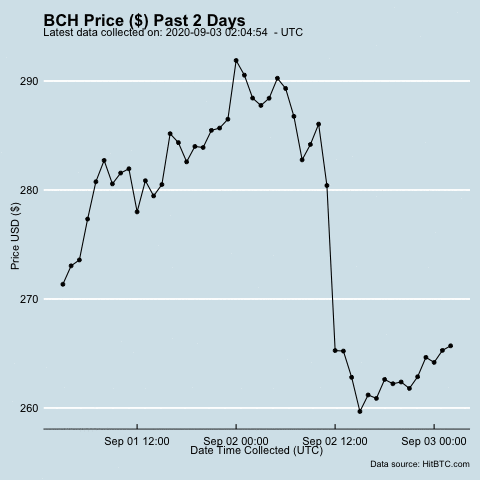 BCH Price ($) Past 2 Days
Latest data collected on: 2020-09-03 02:04:54  - UTC
290
280
270
260
Price USD ($)
Sep 01 12:00
Sep 02 00:00
Sep 02 12:00
Sep 03 00:00
Date Time Collected (UTC)
Data source: HitBTC.com